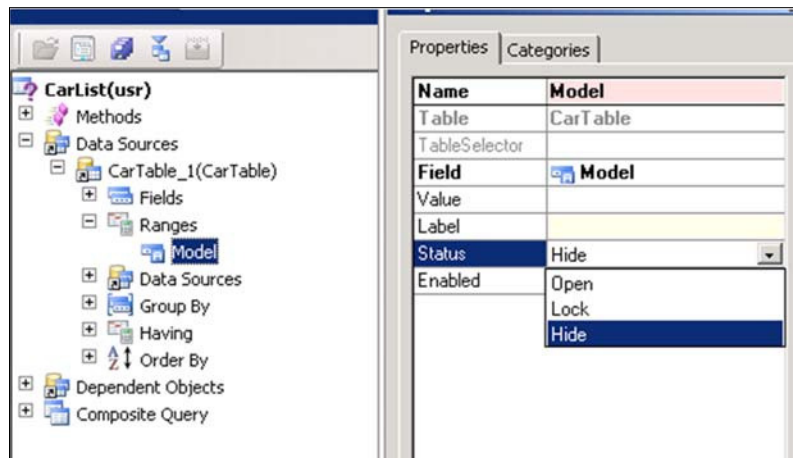 CarList(usr)
Methods
Data Sources
CarTable_1(CarTable)
Fields
Ranges
Model
Data Sources
Group By
Having
Order By
Dependent Objects
Composite Query
Properties Categories
Name Model
Table CarTable
TableSelector
Field Model
Value
Label
Status Hide
Enabled
Open
Lock
Hide